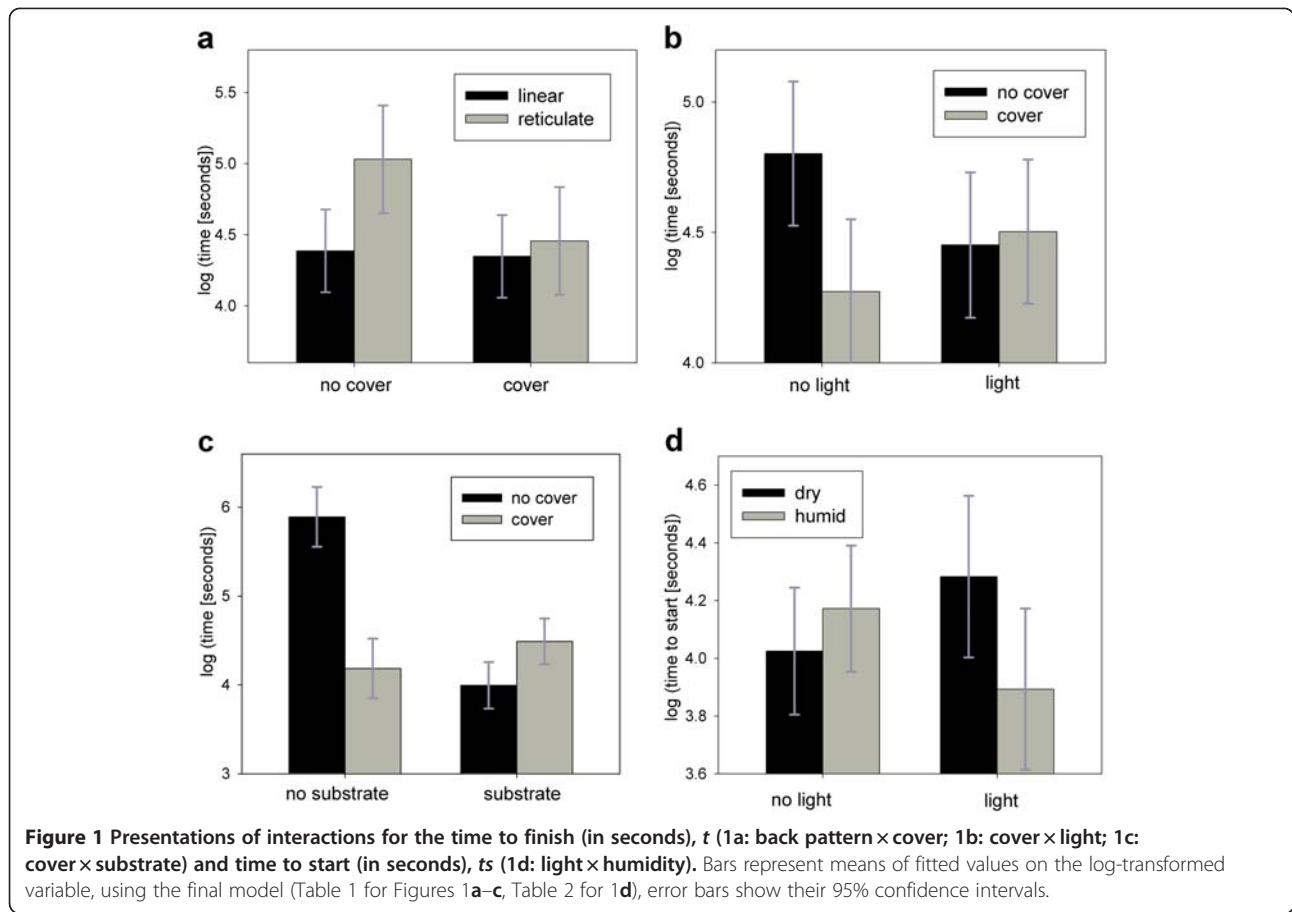 a
log (time [seconds])
5.5
5.0
4.5
4.0
linear
reticulate
no cover
cover
b
log (time [seconds])
5.0
4.5
4.0
no cover
cover
no light
light
c
log (time [seconds])
6
5
4
3
no cover
cover
no substrate
substrate
d
log (time to start [seconds])
4.6
4.4
4.2
4.0
3.8
3.6
dry
humid
no light
light
Figure 1 Presentations of interactions for the time to finish (in seconds), t (1a: back pattern × cover; 1b: cover × light; 1c:
cover × substrate) and time to start (in seconds), ts (1d: light × humidity). Bars represent means of fitted values on the log-transformed
variable, using the final model (Table 1 for Figures 1a–c, Table 2 for 1d), error bars show their 95% confidence intervals.